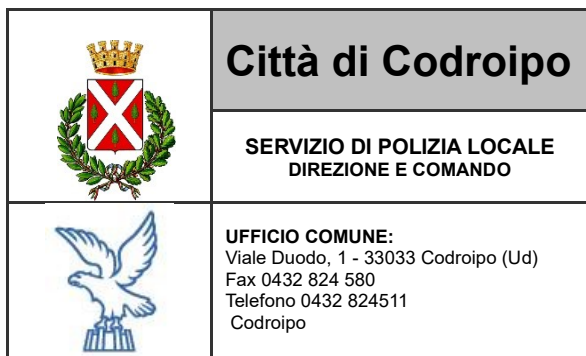 Città di Codroipo
SERVIZIO DI POLIZIA LOCALE
DIREZIONE E COMANDO
UFFICIO COMUNE:
Viale Duodo, 1 - 33033 Codroipo (Ud)
Fax 0432 824 580
Telefono 0432 824511
Codroipo